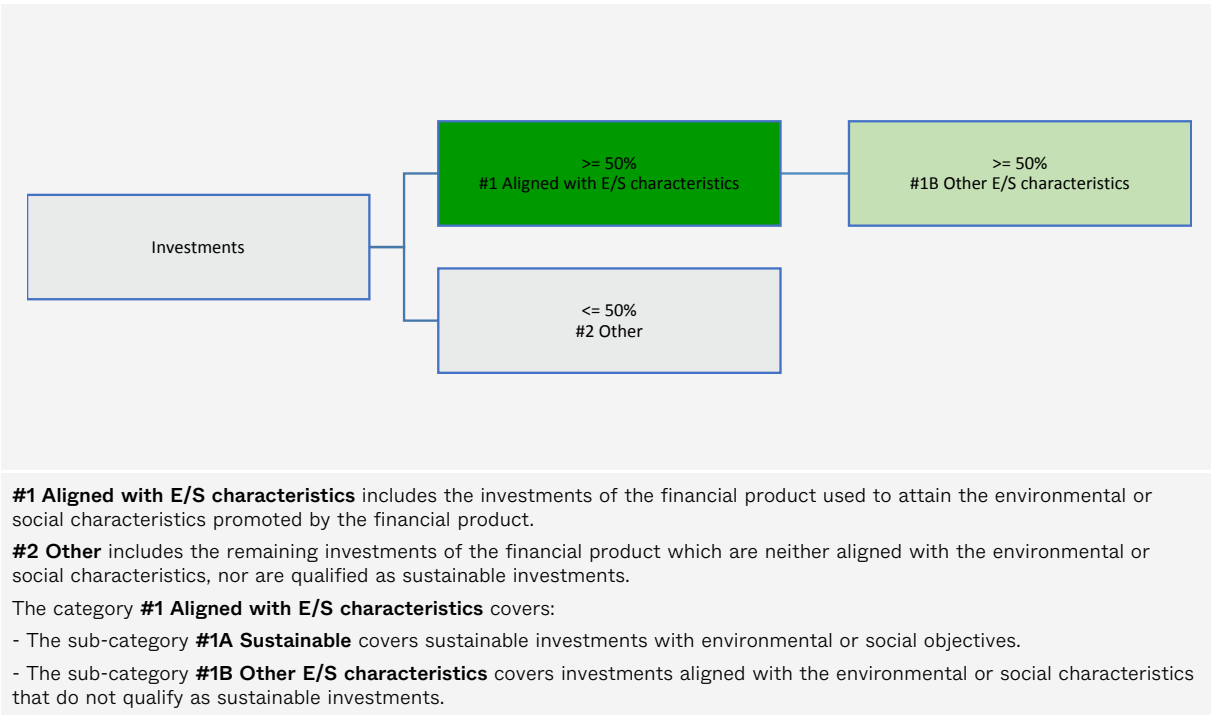 >= 50%
#1 Aligned with E/S characteristics
>= 50%
#1B Other E/S characteristics
Investments
<= 50%
#2 Other
#1 Aligned with E/S characteristics includes the investments of the financial product used to attain the environmental or
social characteristics promoted by the financial product.
#2 Other includes the remaining investments of the financial product which are neither aligned with the environmental or
social characteristics, nor are qualified as sustainable investments.
The category #1 Aligned with E/S characteristics covers:
- The sub-category #1A Sustainable covers sustainable investments with environmental or social objectives.
- The sub-category #1B Other E/S characteristics covers investments aligned with the environmental or social characteristics
that do not qualify as sustainable investments.